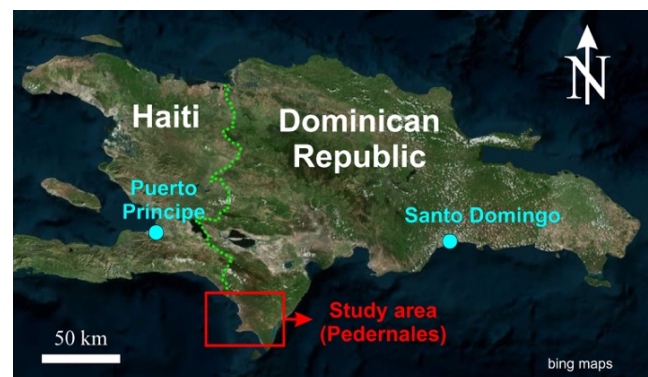 N
Haiti
Dominican
Republic
Puerto
Príncipe
Santo Domingo
Study area
(Pedernales)
50 km
bing maps